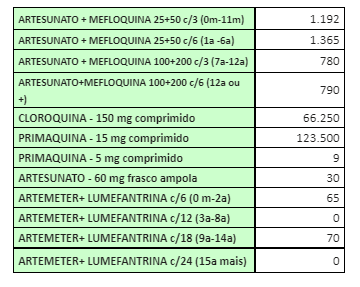 ARTESUNATO + MEFLOQUINA 25+50 c/3 (0m-11m) 1.192
ARTESUNATO + MEFLOQUINA 25+50 c/6 (1a -6a) 1.365
ARTESUNATO + MEFLOQUINA 100+200 c/3 (7a-12a) 780
ARTESUNATO+MEFLOQUINA 100+200 c/6 (12a ou 790
+)
CLOROQUINA - 150 mg comprimido 66.250
PRIMAQUINA - 15 mg comprimido 123.500
PRIMAQUINA - 5 mg comprimido 9
ARTESUNATO - 60 mg frasco ampola 30
ARTEMETER+ LUMEFANTRINA c/6 (0 m-2a) 65
ARTEMETER+ LUMEFANTRINA c/12 (3a-8a) 0
ARTEMETER+ LUMEFANTRINA c/18 (9a-14a) 70
ARTEMETER+ LUMEFANTRINA c/24 (15a mais) 0